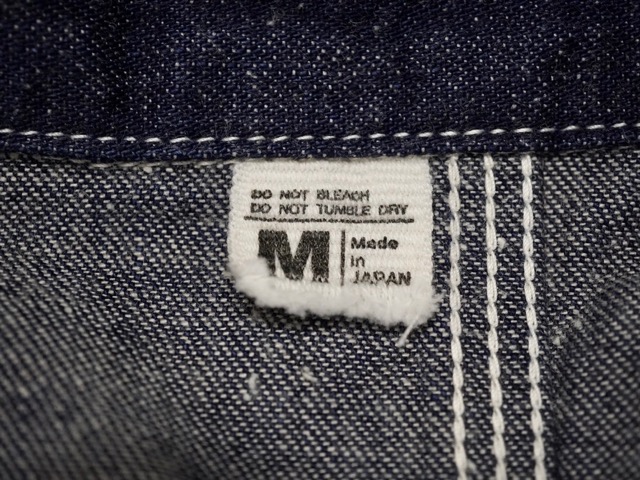 DO NOT BLEACH
DO NOT TUMBLE DRY
M
Made
in
JAPAN